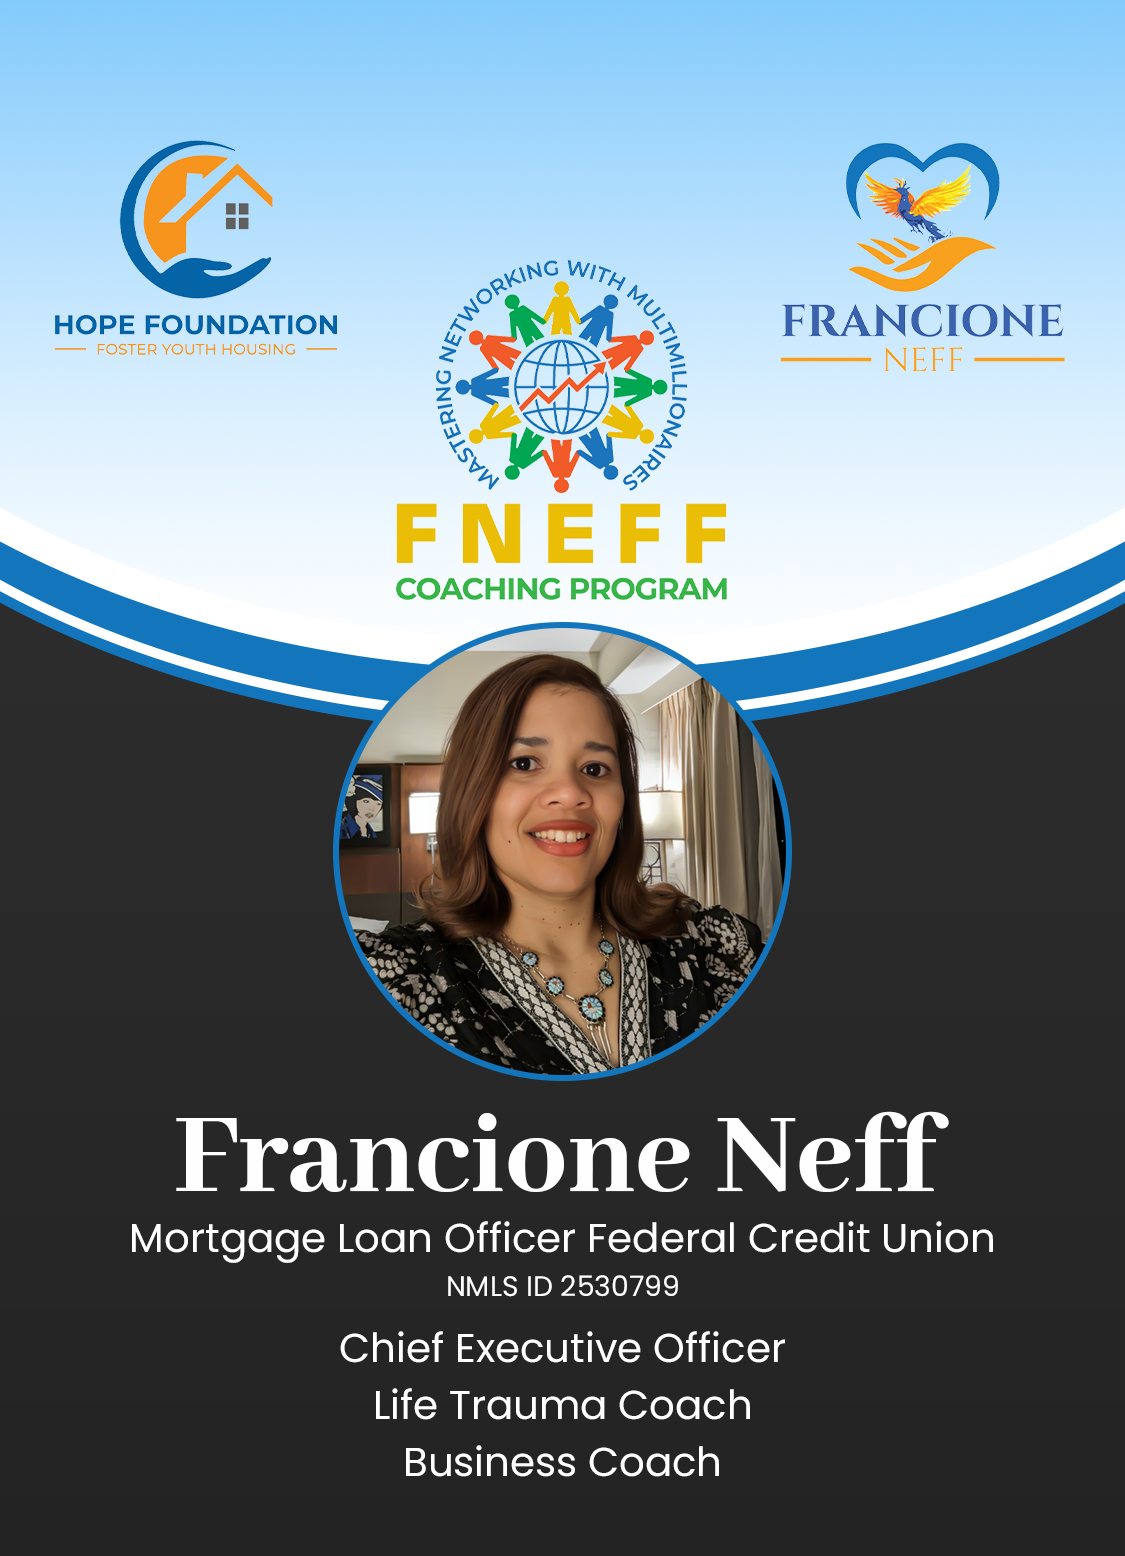 HOPE FOUNDATION
FOSTER YOUTH HOUSING
MASTERING NETWORKING WITH MULTIMILLIONAIRES
FNEFF
COACHING PROGRAM
FRANCIONE
NEFF
Francione Neff
Mortgage Loan Officer Federal Credit Union
NMLS ID 2530799
Chief Executive Officer
Life Trauma Coach
Business Coach